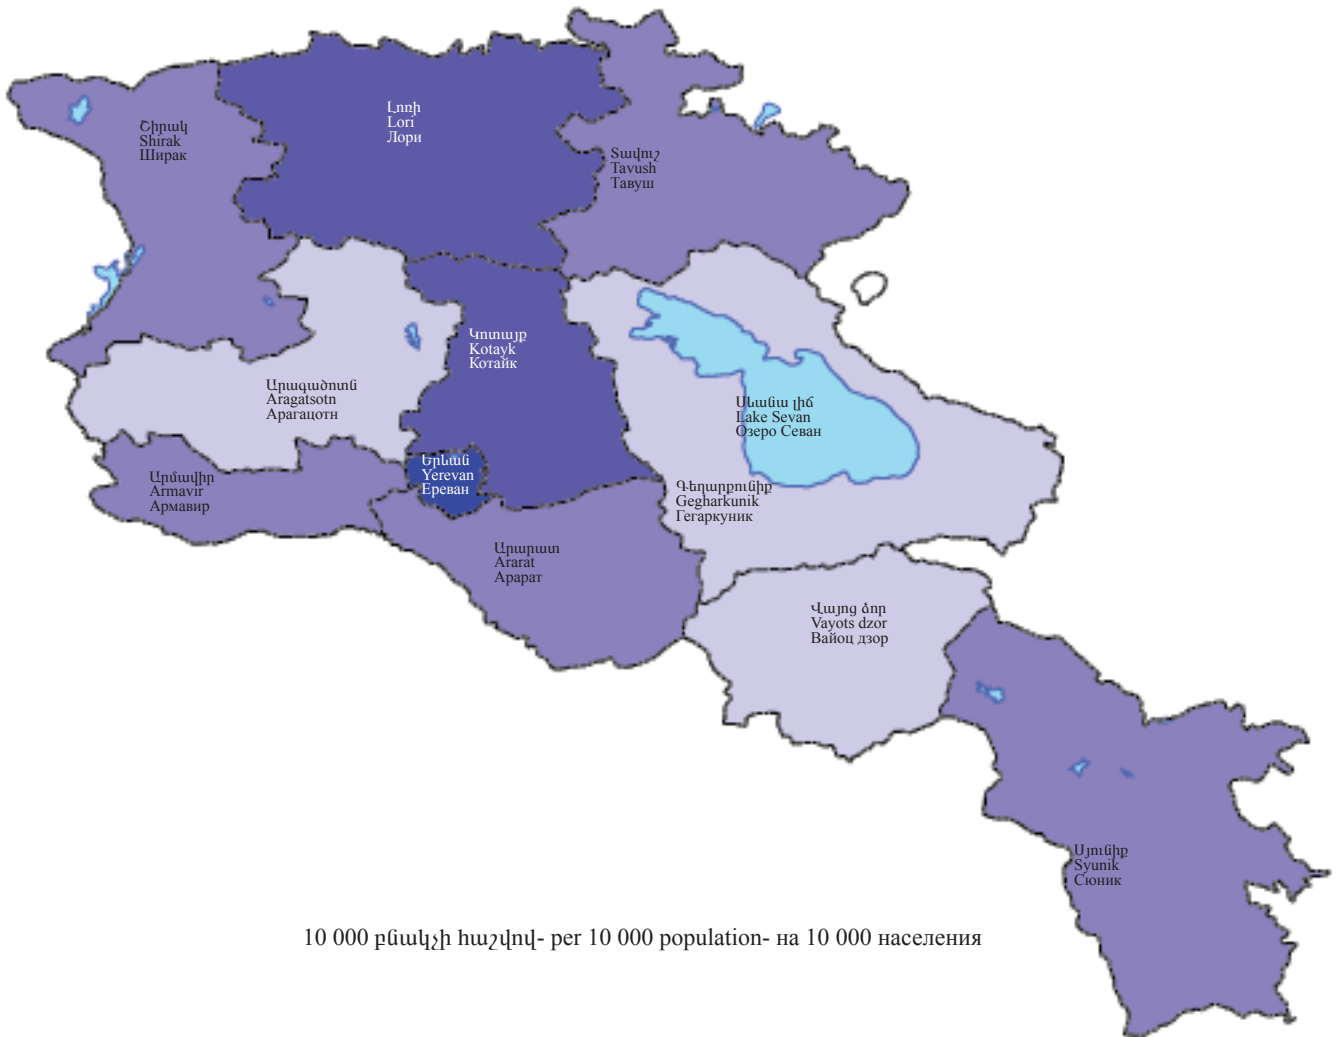 Լոռի
Lori
Лори
Շիրակ
Shirak
Ширак
Տավուշ
Tavush
Тавуш
Կոտայք
Kotayk
Котайк
Արագածոտն
Aragatsotn
Арагацотн
Սևանա լիճ
Lake Sevan
Озеро Севан
Երևան
Yerevan
Ереван
Արմավիր
Armavir
Армавир
Գեղարքունիք
Gegharkunik
Гегаркуник
Արարատ
Ararat
Арарат
Վայոց ձոր
Vayots dzor
Вайоц дзор
Սյունիք
Syunik
Сюник
10 000 բնակչի հաշվով- per 10 000 population- на 10 000 населения